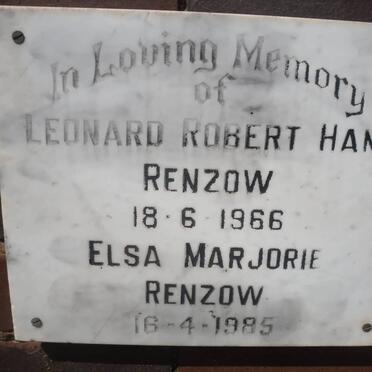 In Loving Memory
of
LEONARD ROBERT HAN
RENZOW
18-6-1966
ELSA MARJORIE
RENZOW
16-4-1985